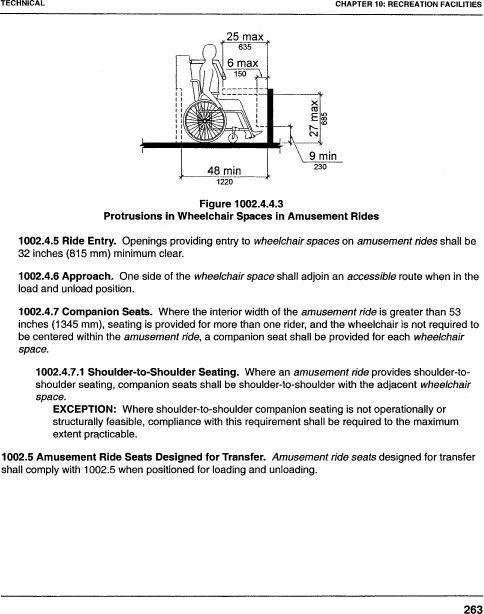 TECHNICAL
CHAPTER 10: RECREATION FACILITIES
25 max
635
6 max
150
27 max
685
9 min
230
48 min
1220
Figure 1002.4.4.3
Protrusions in Wheelchair Spaces in Amusement Rides
1002.4.5 Ride Entry. Openings providing entry to wheelchair spaces on amusement rides shall be
32 inches (815 mm) minimum clear.
1002.4.6 Approach. One side of the wheelchair space shall adjoin an accessible route when in the
load and unload position.
1002.4.7 Companion Seats. Where the interior width of the amusement ride is greater than 53
inches (1345 mm), seating is provided for more than one rider, and the wheelchair is not required to
be centered within the amusement ride, a companion seat shall be provided for each wheelchair
space.
1002.4.7.1 Shoulder-to-Shoulder Seating. Where an amusement ride provides shoulder-to-
shoulder seating, companion seats shall be shoulder-to-shoulder with the adjacent wheelchair
space.
EXCEPTION: Where shoulder-to-shoulder companion seating is not operationally or
structurally feasible, compliance with this requirement shall be required to the maximum
extent practicable.
1002.5 Amusement Ride Seats Designed for Transfer. Amusement ride seats designed for transfer
shall comply with 1002.5 when positioned for loading and unloading.
263